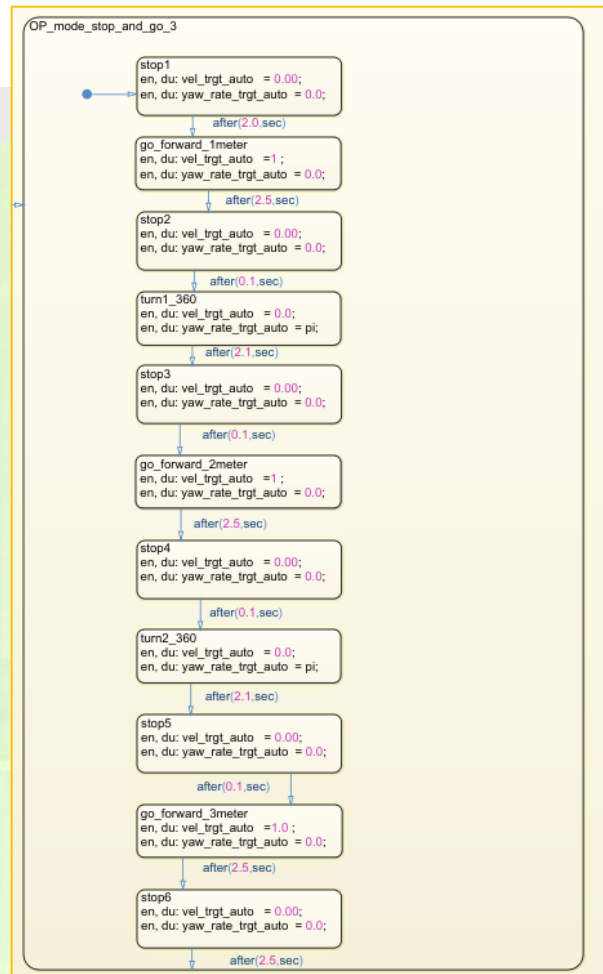 OP_mode_stop_and_go_3
stop1
en, du: vel_trgt_auto = 0.00;
en, du: yaw_rate_trgt_auto = 0.0;
after(2.0,sec)
go_forward_1meter
en, du: vel_trgt_auto =1 ;
en, du: yaw_rate_trgt_auto = 0.0;
after(2.5,sec)
stop2
en, du: vel_trgt_auto = 0.00;
en, du: yaw_rate_trgt_auto = 0.0;
after(0.1,sec)
turn1_360
en, du: vel_trgt_auto = 0.0;
en, du: yaw_rate_trgt_auto = pi;
after(2.1,sec)
stop3
en, du: vel_trgt_auto = 0.00;
en, du: yaw_rate_trgt_auto = 0.0;
after(0.1,sec)
go_forward_2meter
en, du: vel_trgt_auto =1 ;
en, du: yaw_rate_trgt_auto = 0.0;
after(2.5,sec)
stop4
en, du: vel_trgt_auto = 0.00;
en, du: yaw_rate_trgt_auto = 0.0;
after(0.1,sec)
turn2_360
en, du: vel_trgt_auto = 0.0;
en, du: yaw_rate_trgt_auto = pi;
after(2.1,sec)
stop5
en, du: vel_trgt_auto = 0.00;
en, du: yaw_rate_trgt_auto = 0.0;
after(0.1,sec)
go_forward_3meter
en, du: vel_trgt_auto =1.0 ;
en, du: yaw_rate_trgt_auto = 0.0;
after(2.5,sec)
stop6
en, du: vel_trgt_auto = 0.00;
en, du: yaw_rate_trgt_auto = 0.0;
after(2.5,sec)